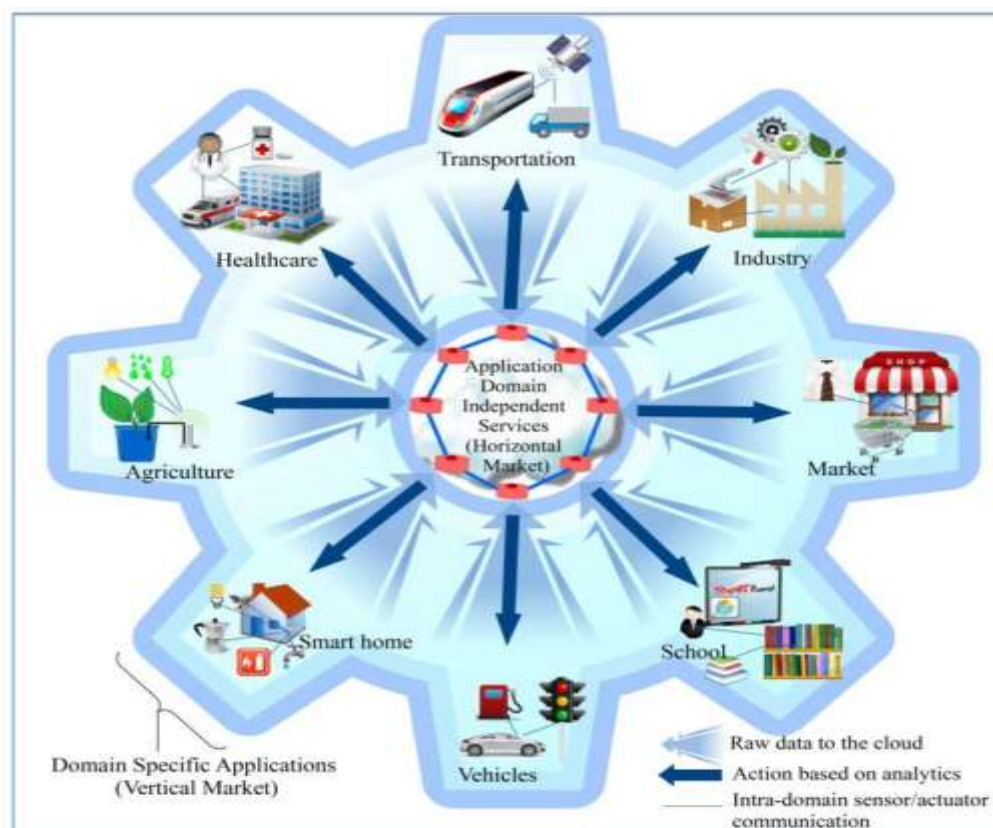 Transportation
Healthcare
Industry
SHOP
Application
Domain
Independent
Services
(Horizontal
Market)
Agriculture
Market
Smart home
School
Vehicles
Domain Specific Applications
(Vertical Market)
Raw data to the cloud
Action based on analytics
Intra-domain sensor/actuator
communication